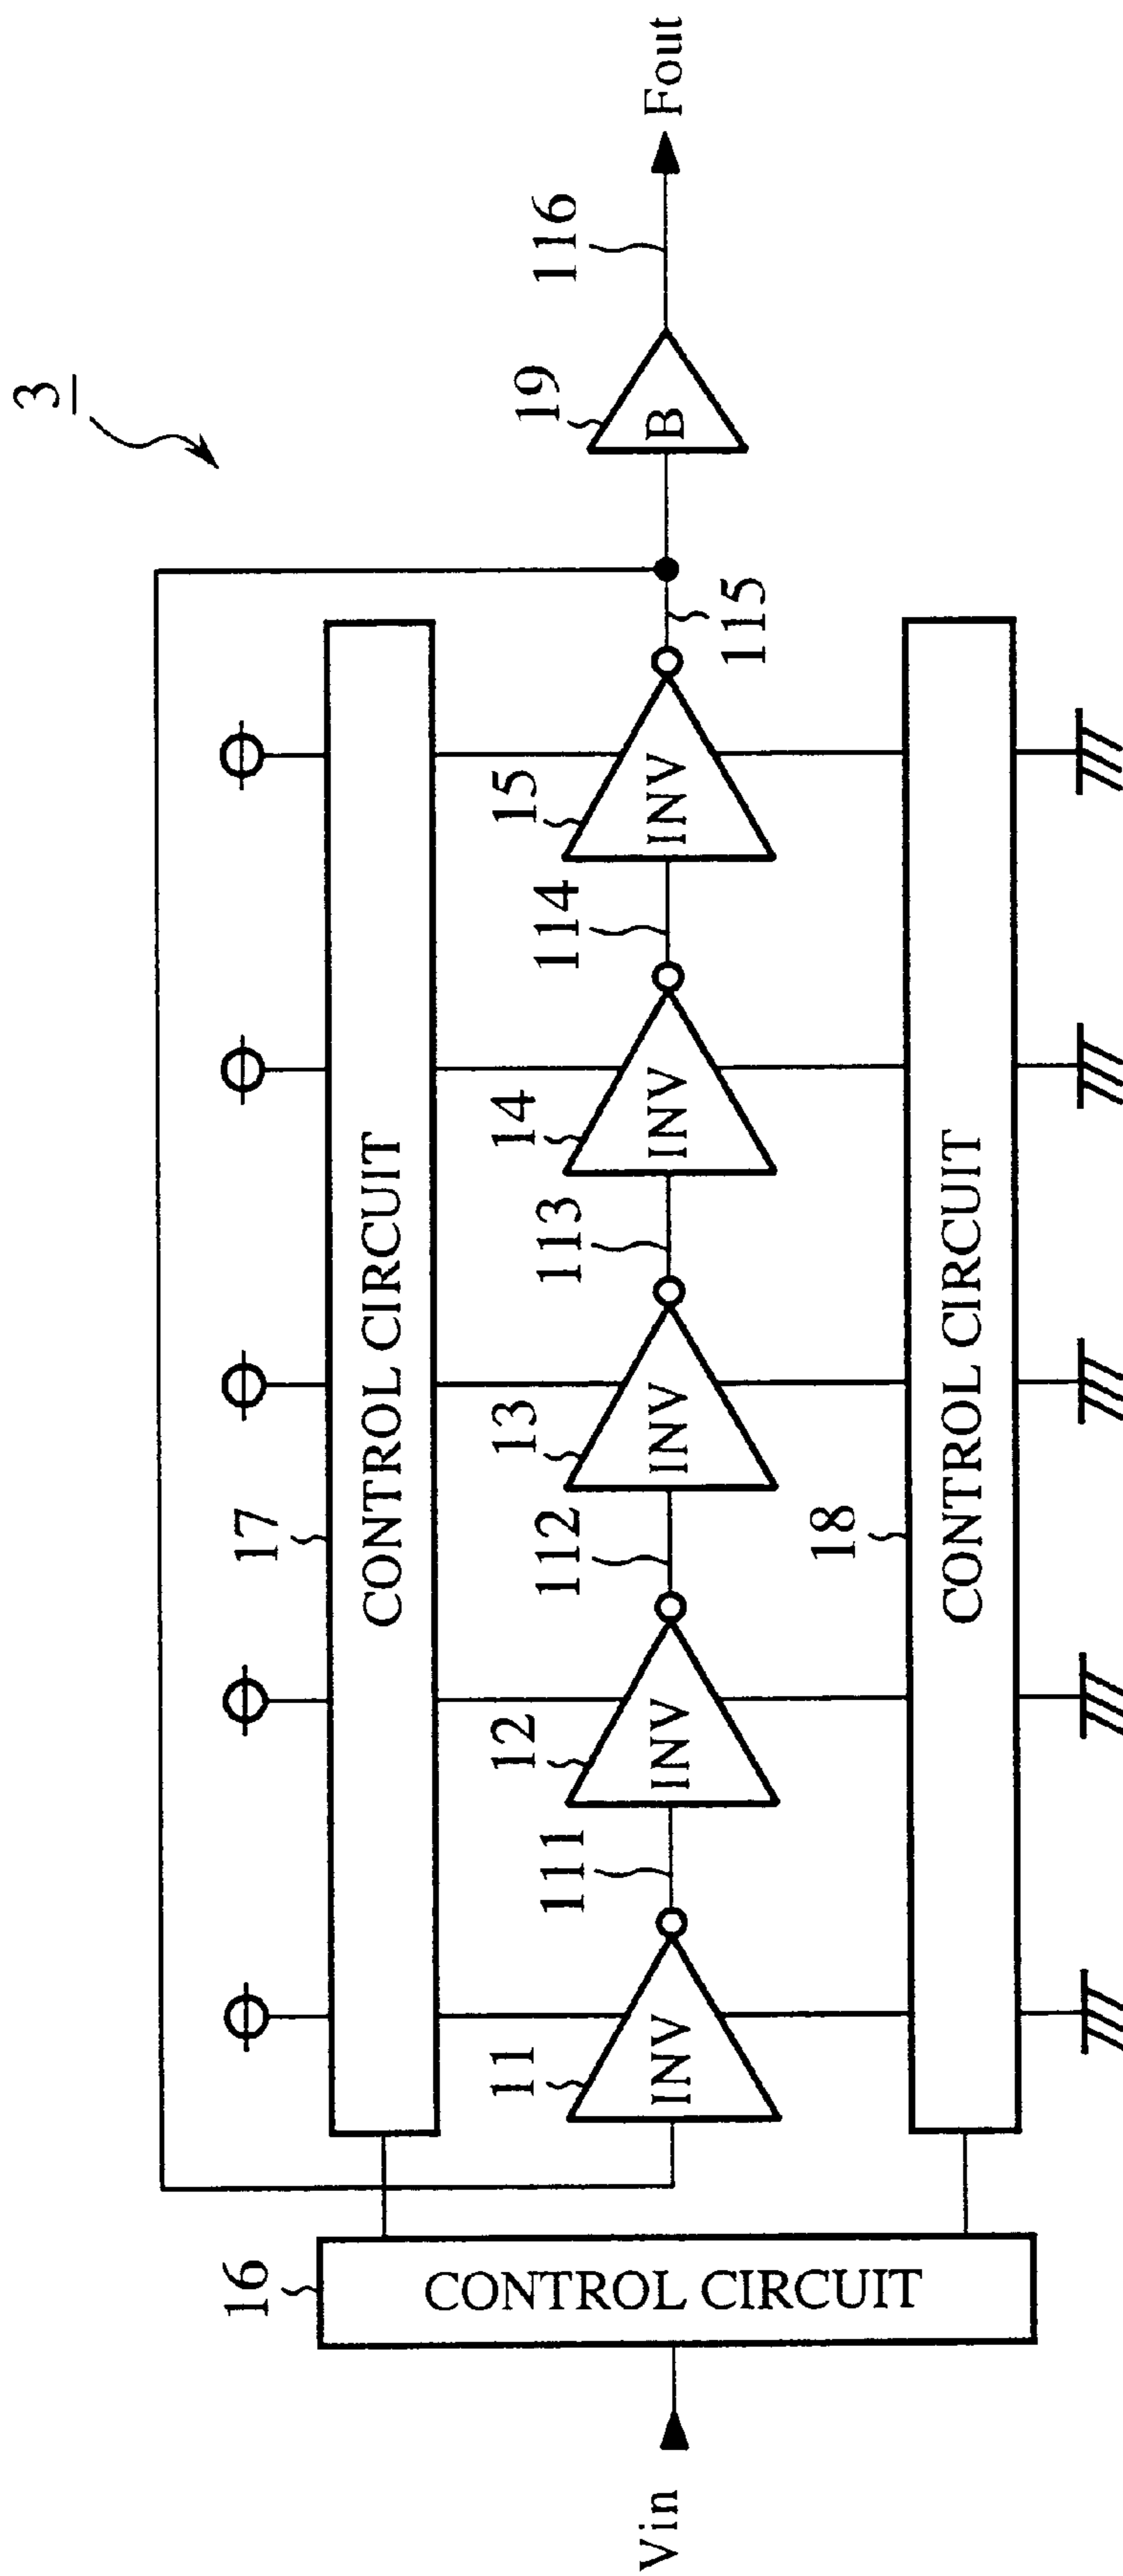 3
17
CONTROL CIRCUIT
16
CONTROL CIRCUIT
Vin
11
INV
111
12
INV
112
13
INV
113
14
INV
114
15
INV
115
19
B
116
Fout
18
CONTROL CIRCUIT